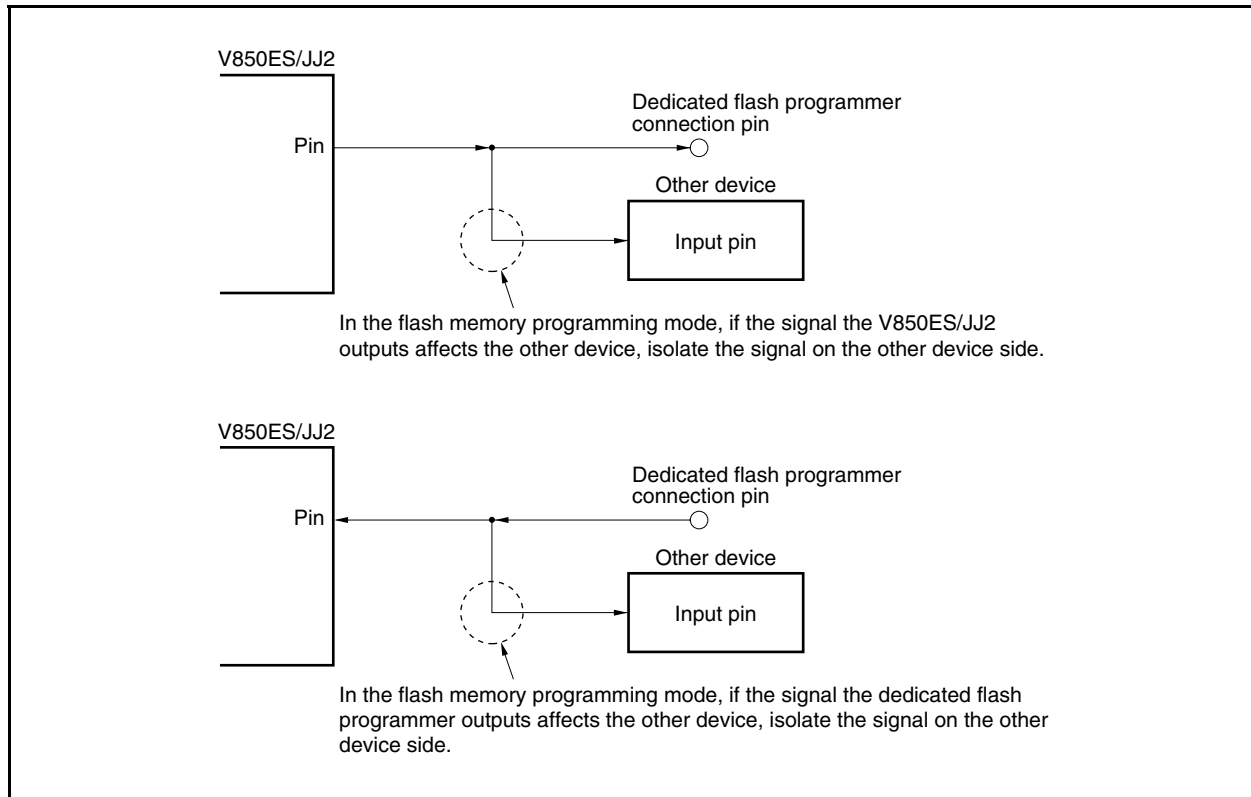 V850ES/JJ2
Dedicated flash programmer
connection pin
Pin
Other device
Input pin
In the flash memory programming mode, if the signal the V850ES/JJ2
outputs affects the other device, isolate the signal on the other device side.
V850ES/JJ2
Dedicated flash programmer
connection pin
Pin
Other device
Input pin
In the flash memory programming mode, if the signal the dedicated flash
programmer outputs affects the other device, isolate the signal on the other
device side.